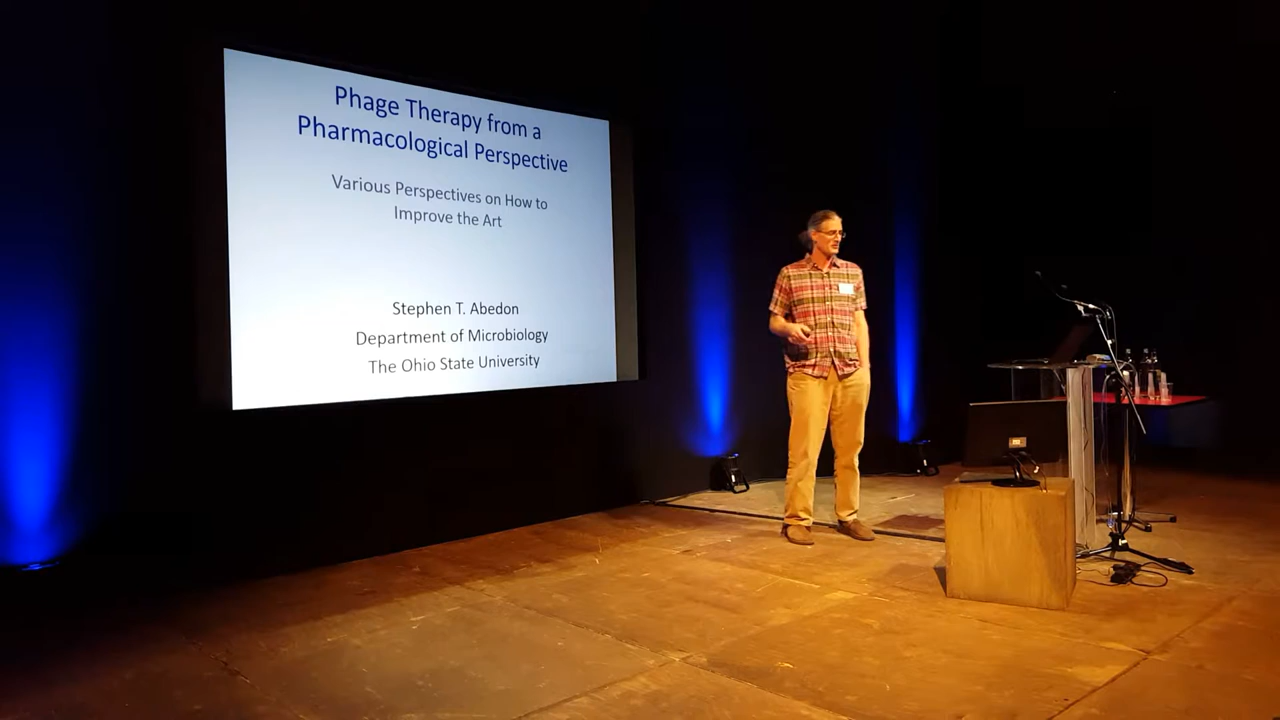 Phage Therapy from a
Pharmacological Perspective
Various Perspectives on How to
Improve the Art
Stephen T. Abedon
Department of Microbiology
The Ohio State University